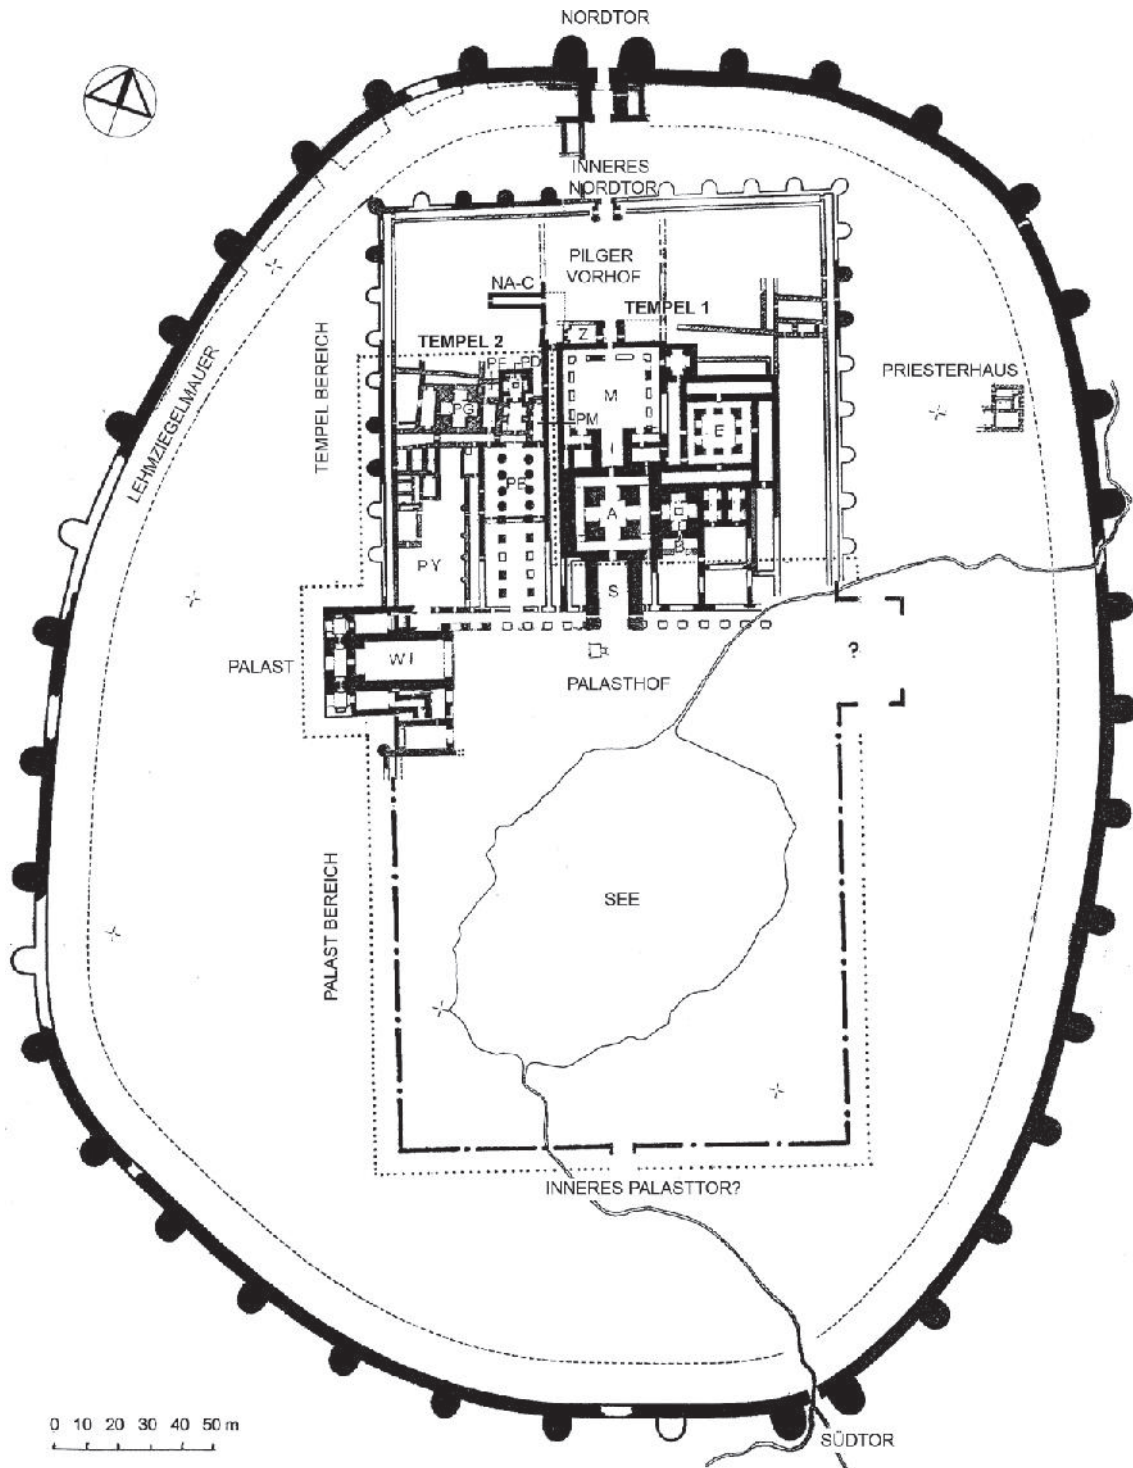 NORDTOR
INNERES
NORDTOR
PILGER
VORHOF
NA-C
TEMPEL 1
Z
TEMPEL 2
PD
PG
M
PM
E
PRIESTERHAUS
TEMPEL BEREICH
LEHMZIEGELMAUER
A
B
PY
S
PALAST
W I
PALASTHOF
?
SEE
PALAST BEREICH
INNERES PALASTTOR?
0 10 20 30 40 50 m
SÜDTOR